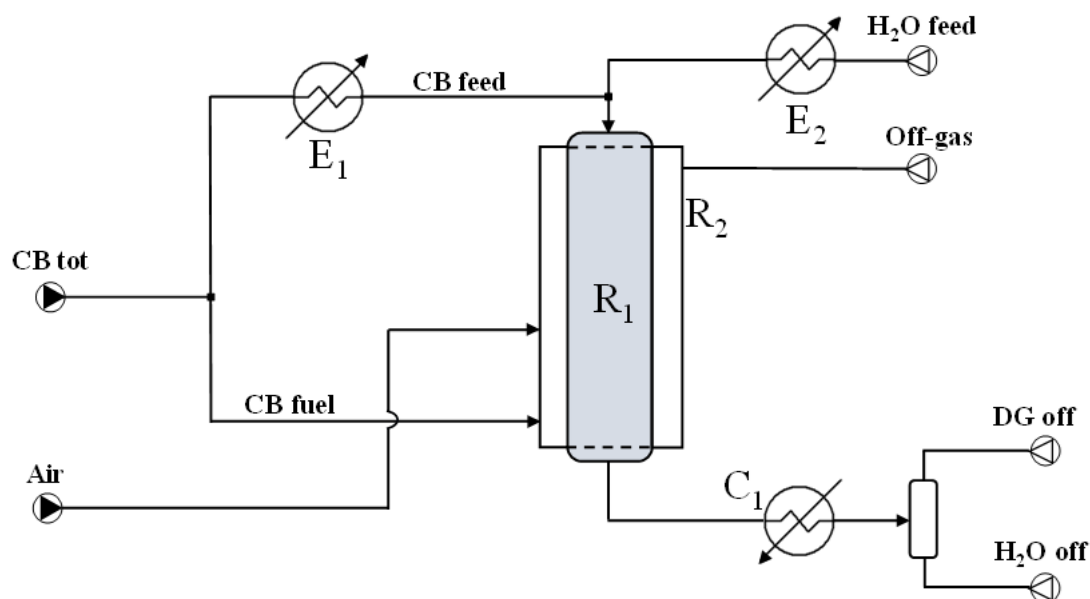 H₂O feed
CB feed
E₂
E₁
Off-gas
R₂
CB tot
R₁
CB fuel
DG off
Air
C₁
H₂O off